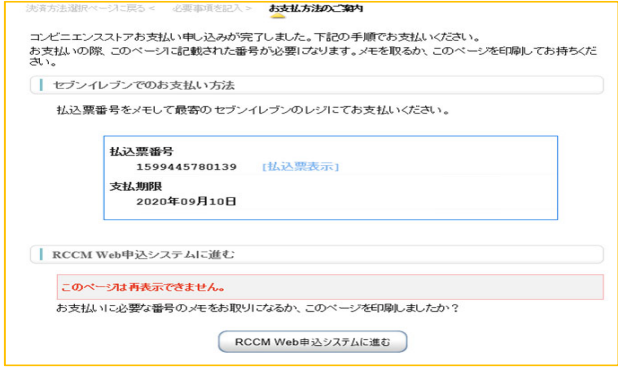 決済方法選択ページに戻る < 必要事項を記入 > お支払方法のご案内
コンビニエンスストアお支払い申し込みが完了しました。下記の手順でお支払いください。
お支払いの際、このページに記載された番号が必要になります。メモを取るか、このページを印刷してお持ちくだ
さい。
セブンイレブンでのお支払い方法
払込票番号をメモして最寄のセブンイレブンのレジにてお支払いください。
払込票番号
1599445780139 [払込票表示]
支払期限
2020年09月10日
RCCM Web申込システムに進む
このページは再表示できません。
お支払いに必要な番号のメモをお取りになるか、このページを印刷しましたか？
RCCM Web申込システムに進む